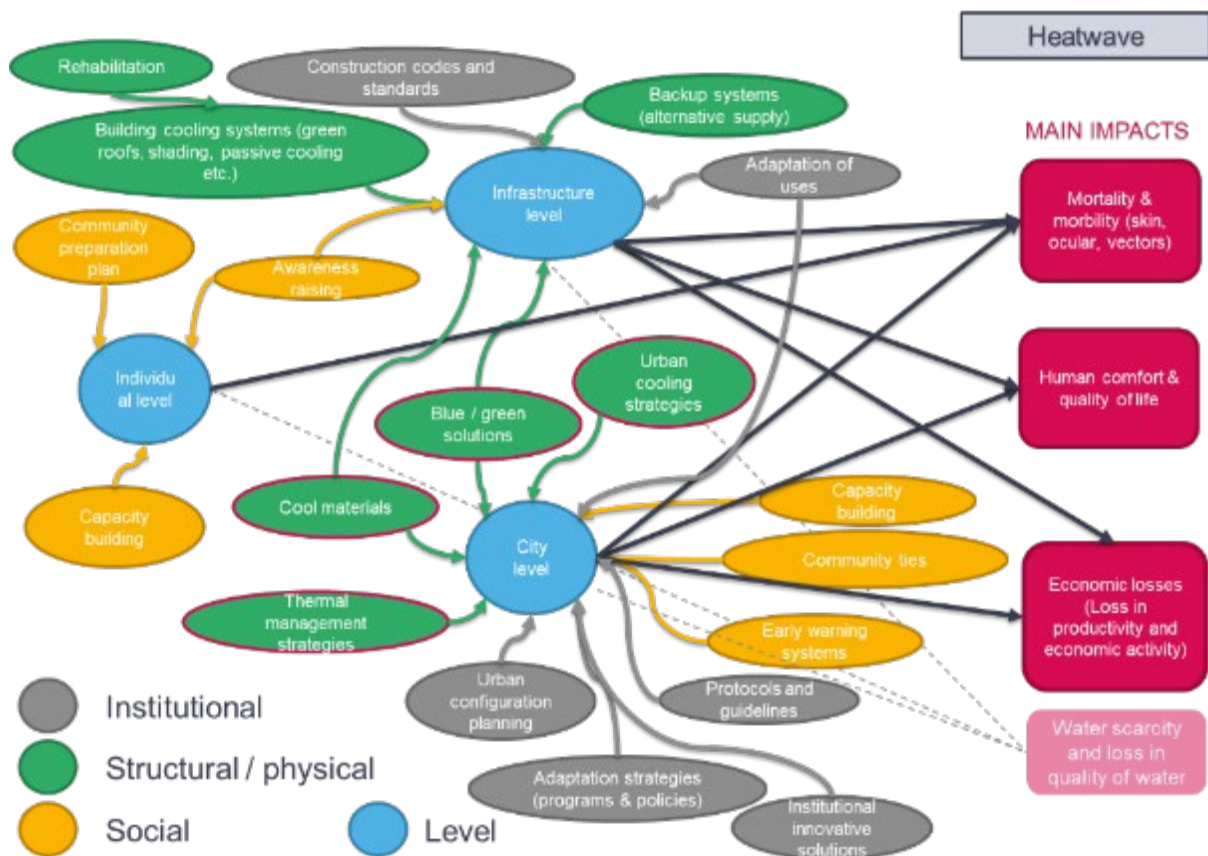 Heatwave
Rehabilitation
Construction codes and
standards
Backup systems
(alternative supply)
Building cooling systems (green
roofs, shading, passive cooling
etc.)
MAIN IMPACTS
Adaptation of
uses
Infrastructure
level
Mortality &
morbility (skin,
ocular, vectors)
Community
preparation
plan
Awareness
raising
Individu
al level
Urban
cooling
strategies
Human comfort &
quality of life
Blue / green
solutions
Cool materials
Capacity
building
Capacity
building
City
level
Community ties
Economic losses
(Loss in
productivity and
economic activity)
Thermal
management
strategies
Early warning
systems
Urban
configuration
planning
Protocols and
guidelines
Institutional
Water scarcity
and loss in
quality of water
Structural / physical
Adaptation strategies
(programs & policies)
Institutional
innovative
solutions
Social
Level